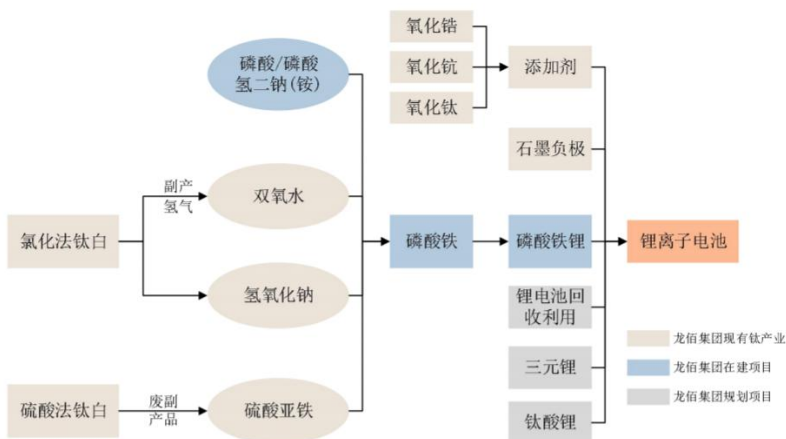 氧化锆
磷酸/磷酸
氢二钠(铵)
氧化钪
添加剂
氧化钛
石墨负极
副产
氢气
双氧水
氯化法钛白
磷酸铁
磷酸铁锂
锂离子电池
氢氧化钠
锂电池回
收利用
龙佰集团现有钛产业
三元锂
龙佰集团在建项目
龙佰集团规划项目
硫酸法钛白
废副
产品
硫酸亚铁
钛酸锂